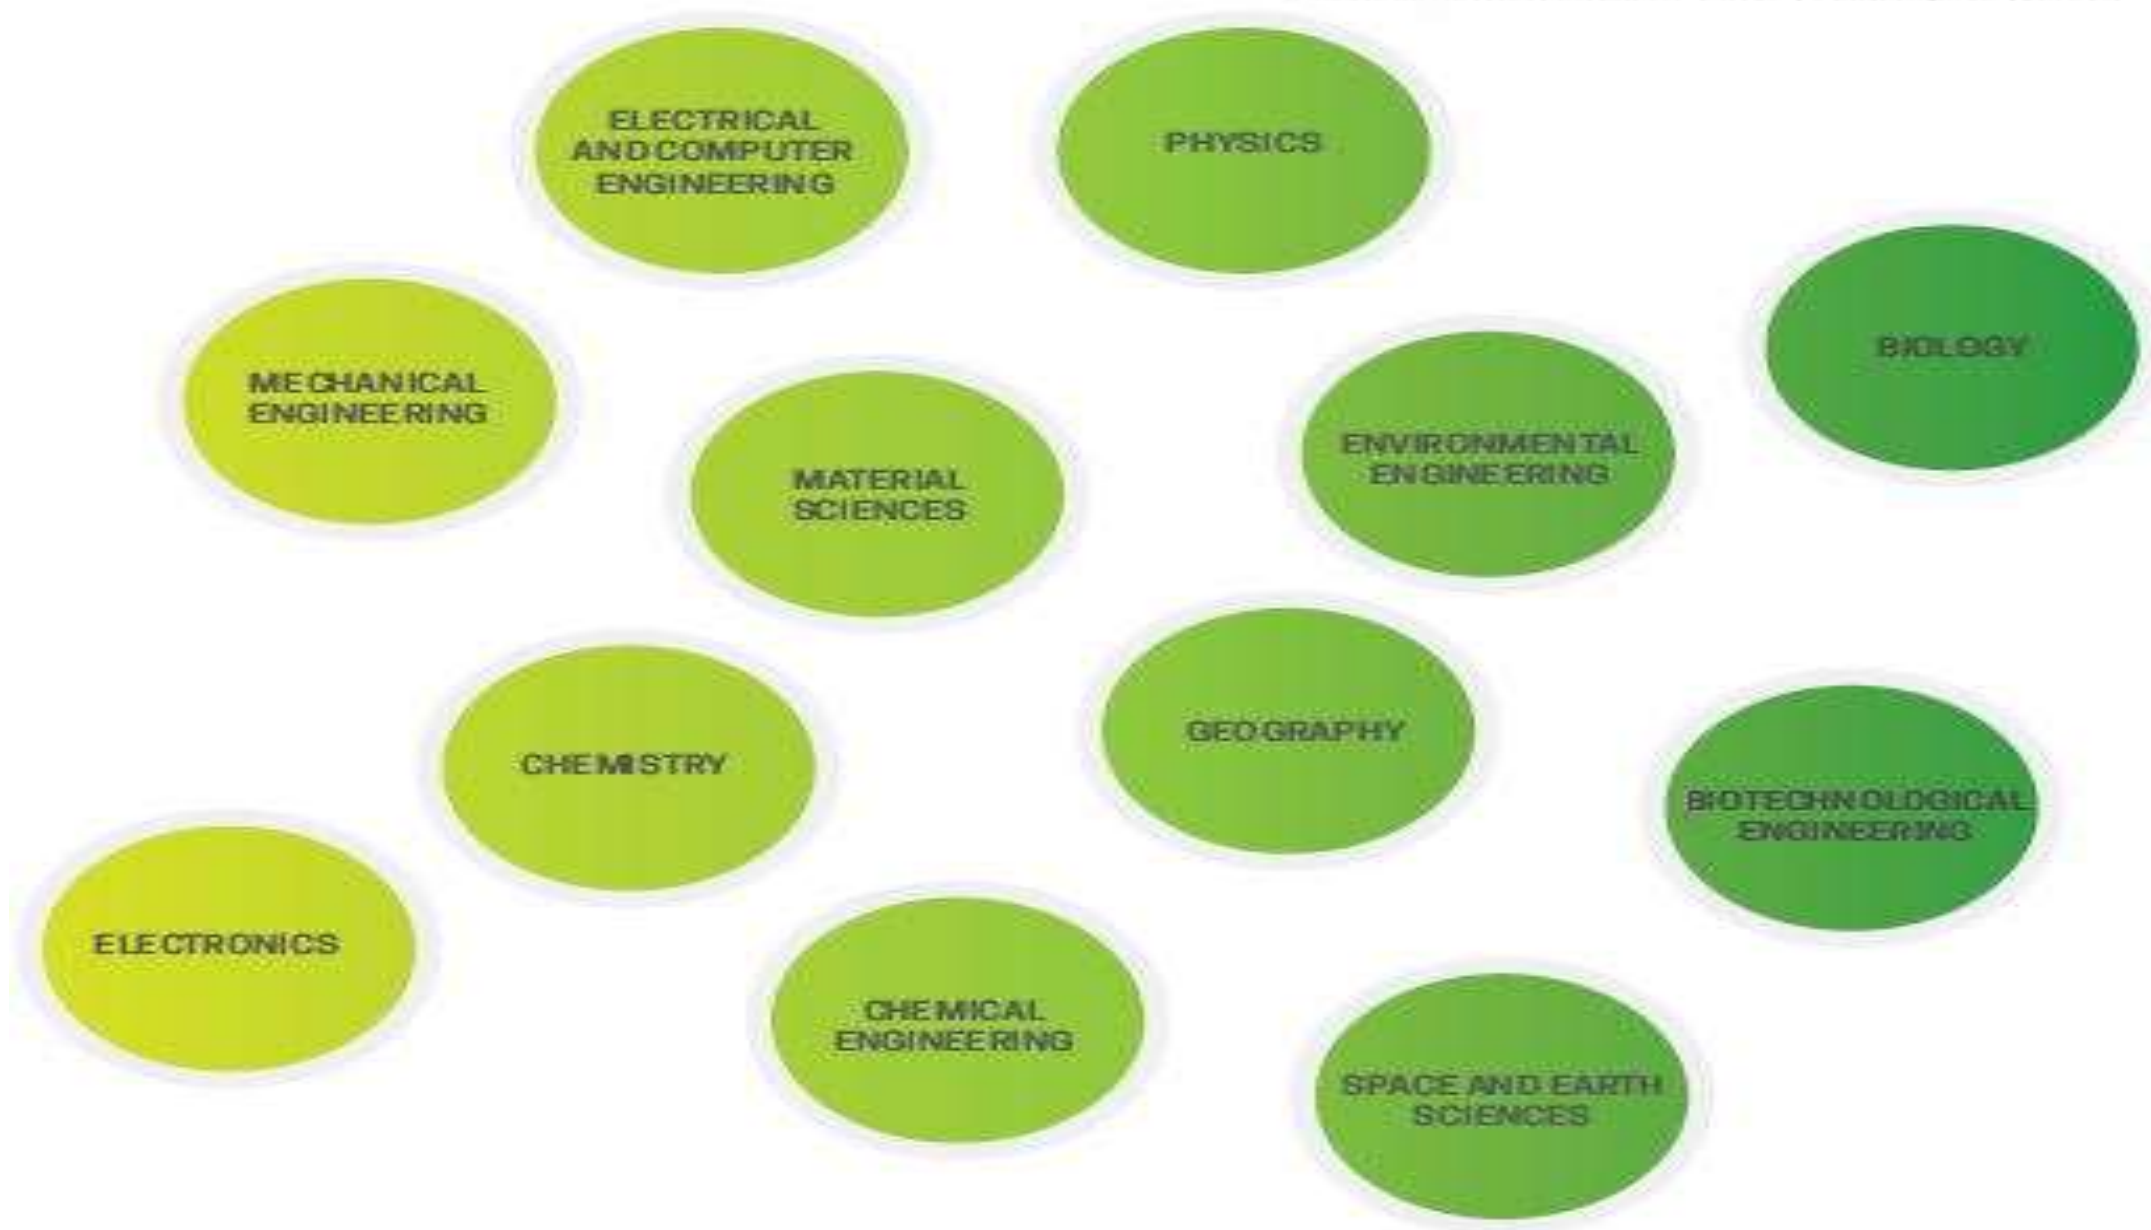 ELECTRICAL
AND COMPUTER
ENGINEERING
PHYSICS
BIOLOGY
MECHANICAL
ENGINEERING
ENVIRONMENTAL
ENGINEERING
MATERIAL
SCIENCES
GEOGRAPHY
CHEMISTRY
BIOTECHNOLOGICAL
ENGINEERING
ELECTRONICS
CHEMICAL
ENGINEERING
SPACE AND EARTH
SCIENCES